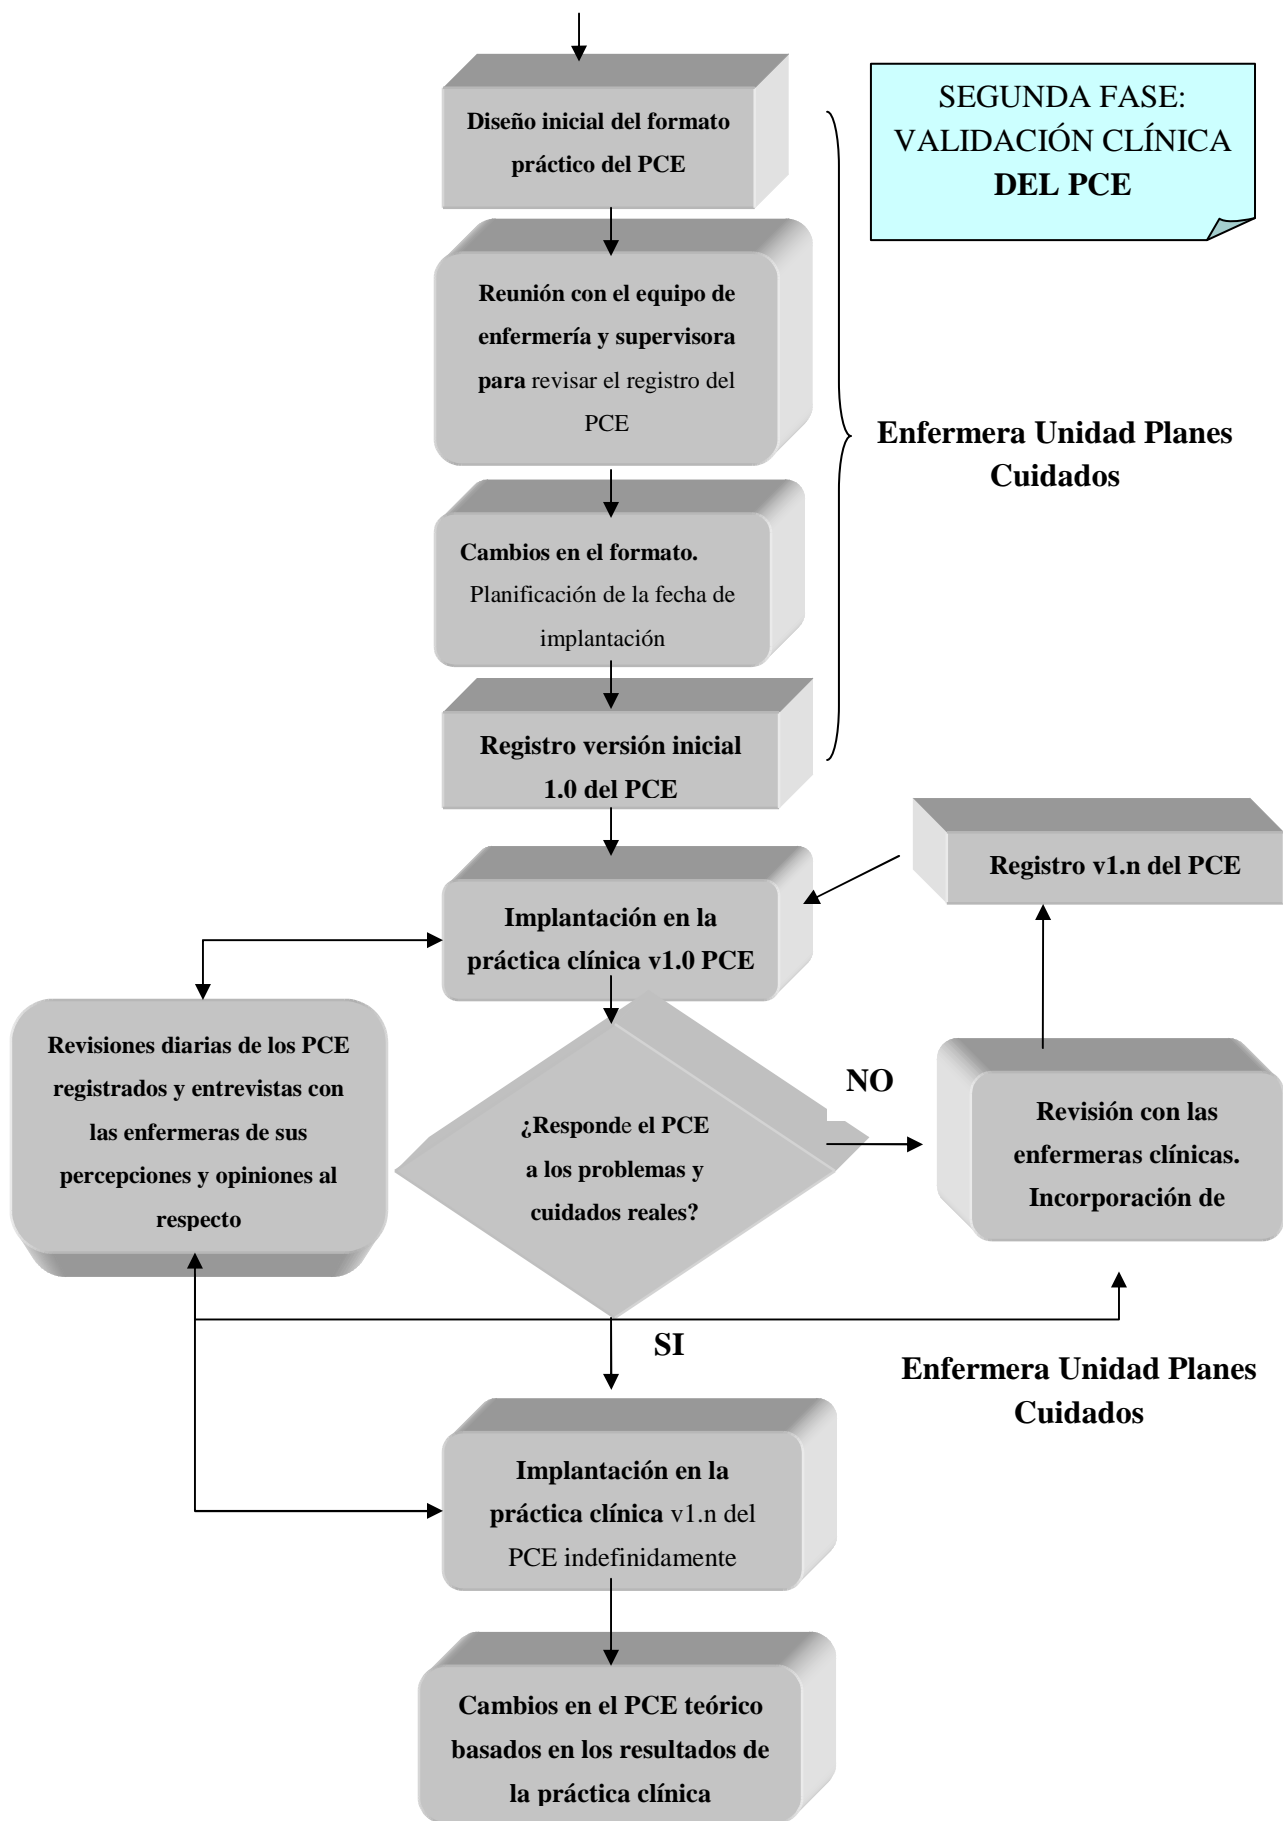 SEGUNDA FASE:
VALIDACIÓN CLÍNICA
DEL PCE
Diseño inicial del formato
práctico del PCE
Reunión con el equipo de
enfermería y supervisora
para revisar el registro del
PCE
Enfermera Unidad Planes
Cuidados
Cambios en el formato.
Planificación de la fecha de
implantación
Registro versión inicial
1.0 del PCE
Registro v1.n del PCE
Implantación en la
práctica clínica v1.0 PCE
Revisiones diarias de los PCE
registrados y entrevistas con
las enfermeras de sus
percepciones y opiniones al
respecto
¿Responde el PCE
a los problemas y
cuidados reales?
NO
Revisión con las
enfermeras clínicas.
Incorporación de
SI
Enfermera Unidad Planes
Cuidados
Implantación en la
práctica clínica v1.n del
PCE indefinidamente
Cambios en el PCE teórico
basados en los resultados de
la práctica clínica